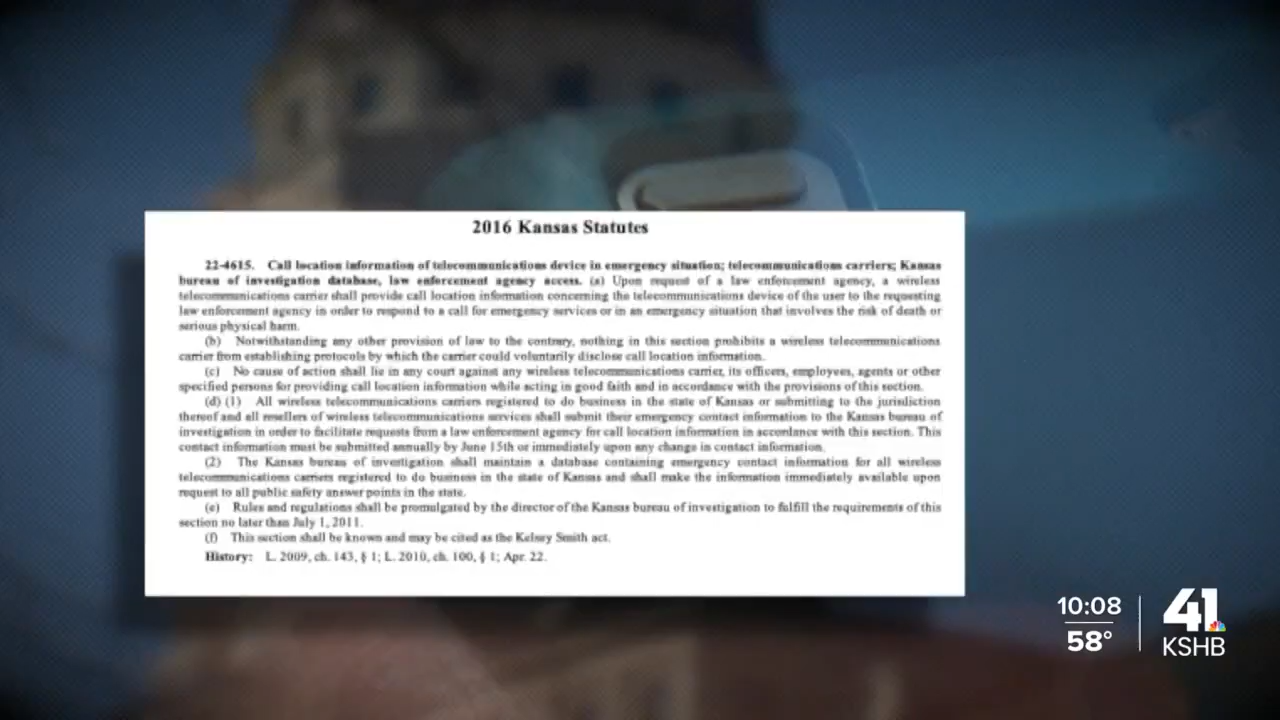 2016 Kansas Statutes
22-4615. Call location information of telecommunications device in emergency situation; telecommunications carriers; Kansas
bureau of investigation database, law enforcement agency access. (a) Upon request of a law enforcement agency, a wireless
telecommunications carrier shall provide call location information concerning the telecommunications device of the user to the requesting
law enforcement agency in order to respond to a call for emergency services or in an emergency situation that involves the risk of death or
serious physical harm.
(b) Notwithstanding any other provision of law to the contrary, nothing in this section prohibits a wireless telecommunications
carrier from establishing protocols by which the carrier could voluntarily disclose call location information.
(c) No cause of action shall lie in any court against any wireless telecommunications carrier, its officers, employees, agents or other
specified persons for providing call location information while acting in good faith and in accordance with the provisions of this section.
(d) (1) All wireless telecommunications carriers registered to do business in the state of Kansas or submitting to the jurisdiction
thereof and all resellers of wireless telecommunications services shall submit their emergency contact information to the Kansas bureau of
investigation in order to facilitate requests from a law enforcement agency for call location information in accordance with this section. This
contact information must be submitted annually by June 15th or immediately upon any change in contact information.
(2) The Kansas bureau of investigation shall maintain a database containing emergency contact information for all wireless
telecommunications carriers registered to do business in the state of Kansas and shall make the information immediately available upon
request to all public safety answer points in the state.
(e) Rules and regulations shall be promulgated by the director of the Kansas bureau of investigation to fulfill the requirements of this
section no later than July 1, 2011.
(f) This section shall be known and may be cited as the Kelsey Smith act.
History: L. 2009, ch. 143, § 1; L. 2010, ch. 100, § 1; Apr. 22.
10:08
58°
41
KSHB